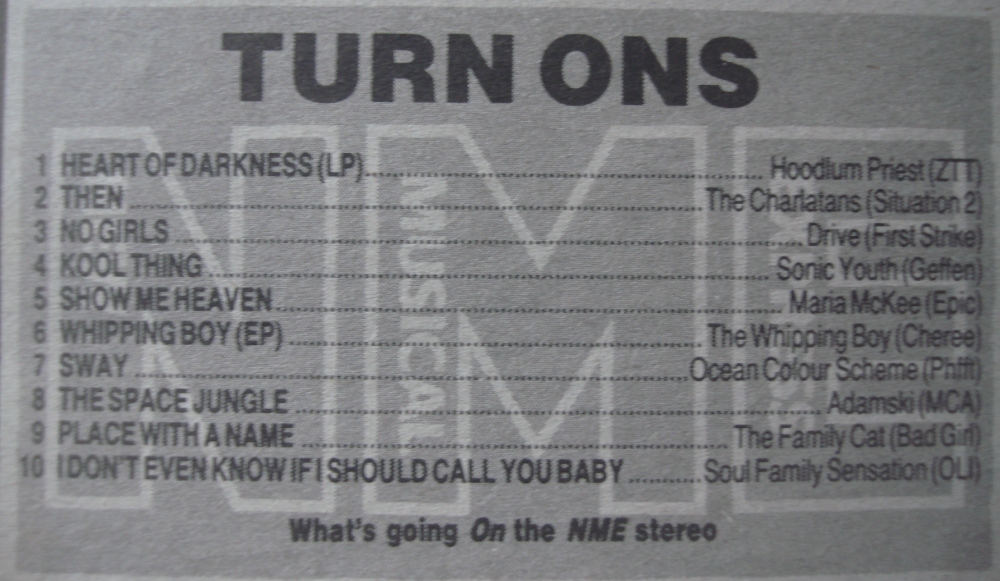 TURN ONS
1 HEART OF DARKNESS (LP)........ Hoodlum Priest (ZTT)
2 THEN ........ The Charlatans (Situation 2)
3 NO GIRLS ........ Drive (First Strike)
4 KOOL THING ........ Sonic Youth (Geffen)
5 SHOW ME HEAVEN ........ Maria McKee (Epic)
6 WHIPPING BOY (EP) ........ The Whipping Boy (Cheree)
7 SWAY ........ Ocean Colour Scheme (Phffft)
8 THE SPACE JUNGLE ........ Adamski (MCA)
9 PLACE WITH A NAME ........ The Family Cat (Bad Girl)
10 I DON'T EVEN KNOW IF I SHOULD CALL YOU BABY ........ Soul Family Sensation (OLI)
NME
MUSICAL
What's going On the NME stereo